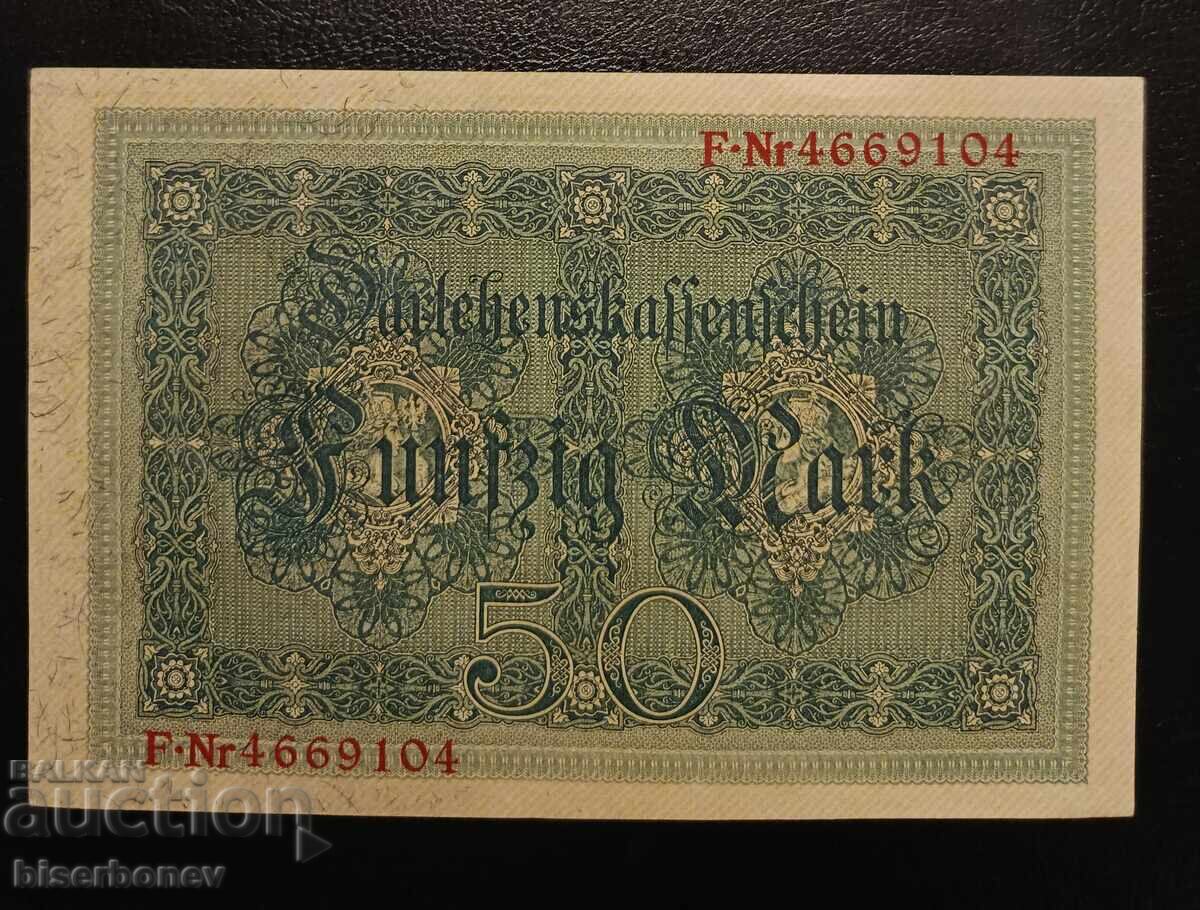 F·Nr4669104
Darlehenskassenschein
Fünfzig Mark
50
F·Nr4669104
BALKAN
auction
biserbonev